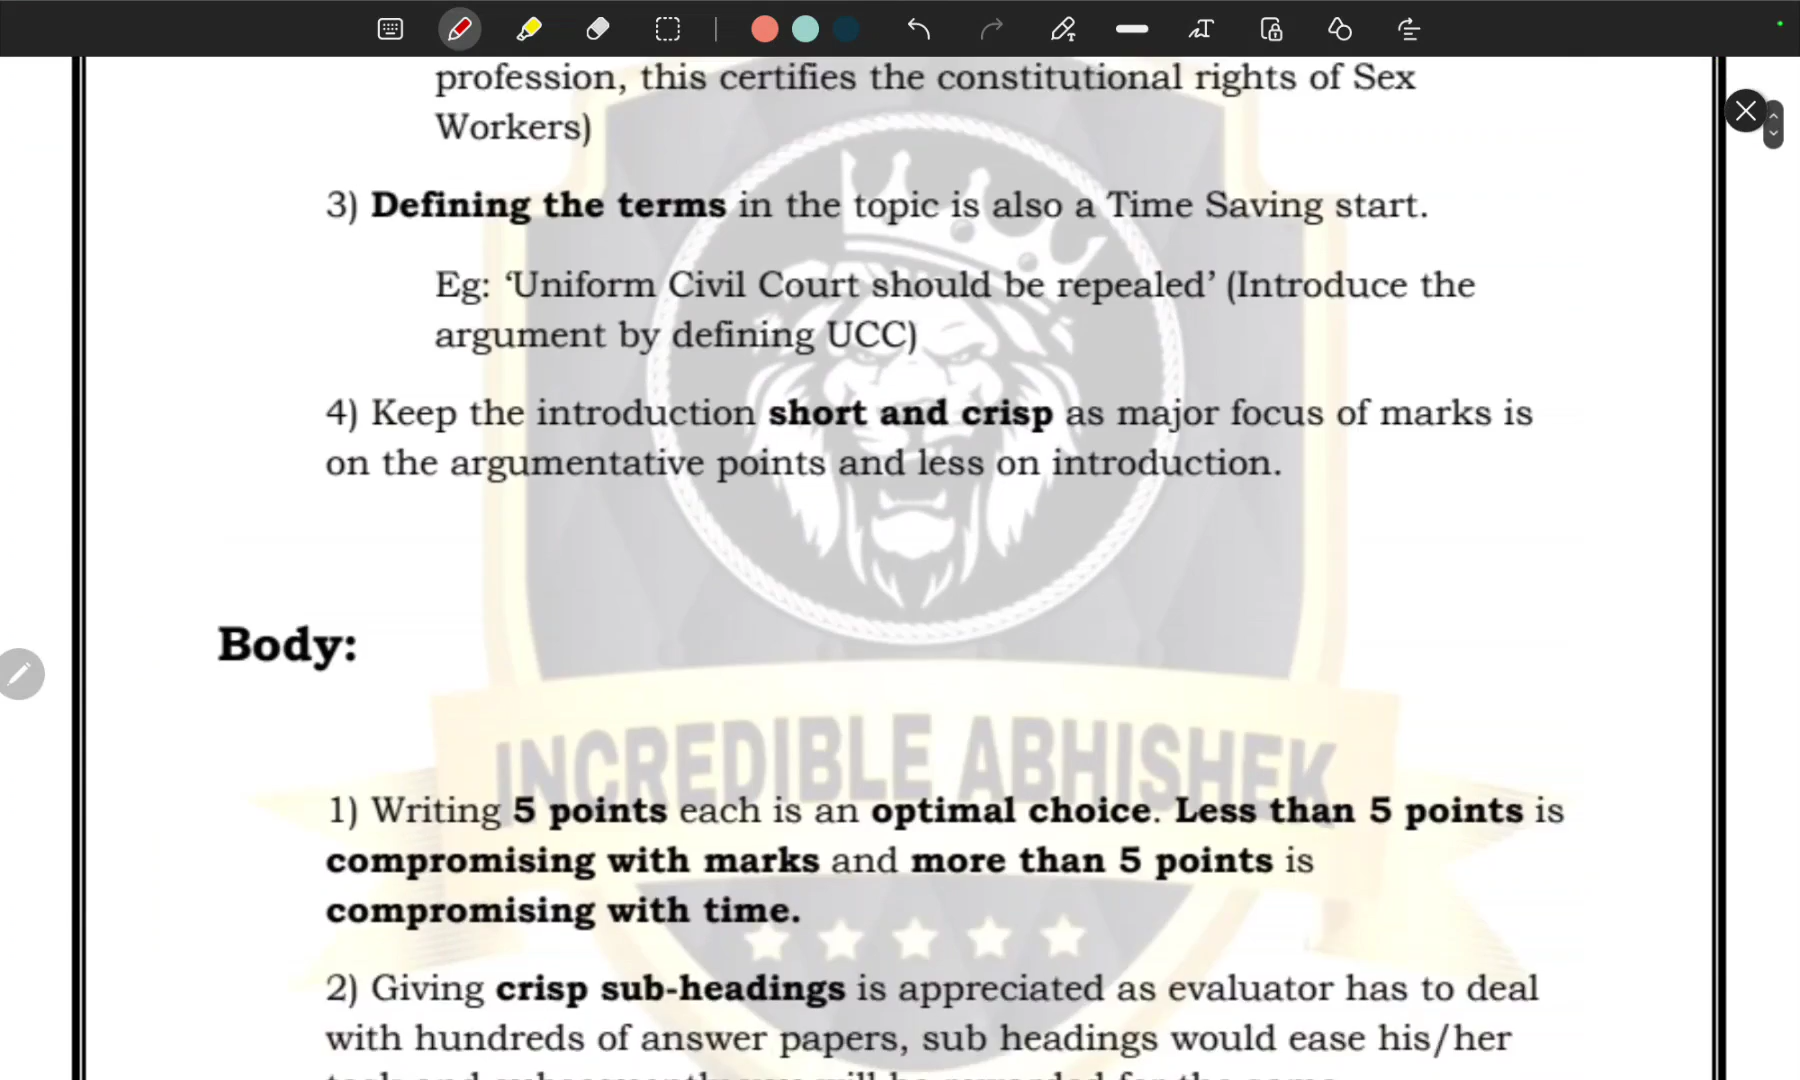 profession, this certifies the constitutional rights of Sex
Workers)
3) Defining the terms in the topic is also a Time Saving start.
Eg: ‘Uniform Civil Court should be repealed’ (Introduce the
argument by defining UCC)
4) Keep the introduction short and crisp as major focus of marks is
on the argumentative points and less on introduction.
Body:
INCREDIBLE ABHISHEK
1) Writing 5 points each is an optimal choice. Less than 5 points is
compromising with marks and more than 5 points is
compromising with time.
2) Giving crisp sub-headings is appreciated as evaluator has to deal
with hundreds of answer papers, sub headings would ease his/her